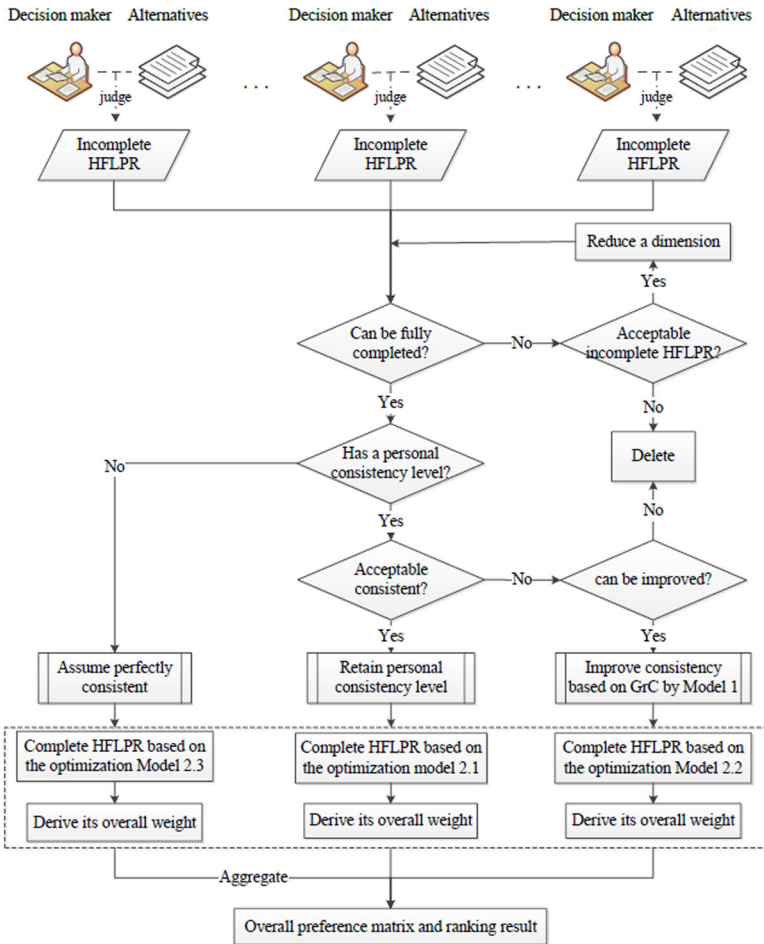 Decision maker Alternatives
Decision maker Alternatives
Decision maker Alternatives
judge
judge
judge
. . .
. . .
Incomplete
HFLPR
Incomplete
HFLPR
Incomplete
HFLPR
Reduce a dimension
Yes
Can be fully
completed?
No
Acceptable
incomplete HFLPR?
Yes
No
Has a personal
consistency level?
No
Delete
Yes
No
Acceptable
consistent?
No
can be improved?
Yes
Yes
Assume perfectly
consistent
Retain personal
consistency level
Improve consistency
based on GrC by Model 1
Complete HFLPR based on
the optimization Model 2.3
Complete HFLPR based on
the optimization model 2.1
Complete HFLPR based on
the optimization Model 2.2
Derive its overall weight
Derive its overall weight
Derive its overall weight
Aggregate
Overall preference matrix and ranking result